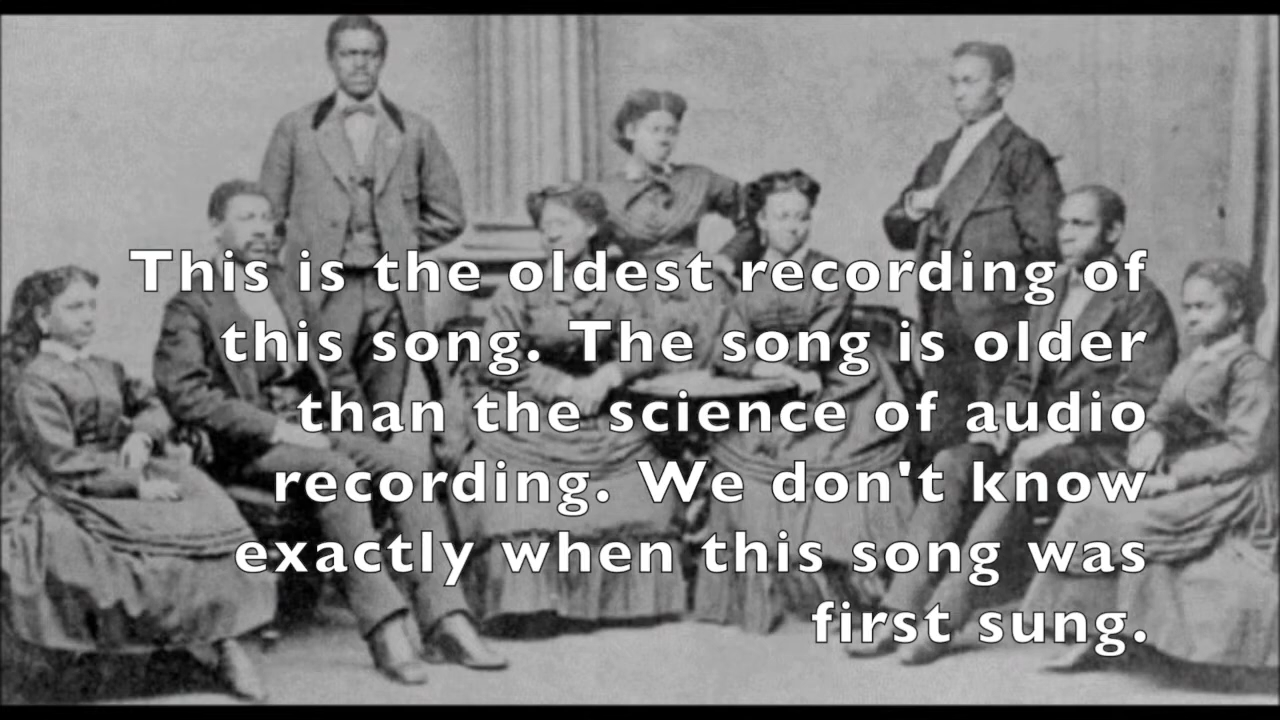 This is the oldest recording of
this song. The song is older
than the science of audio
recording. We don't know
exactly when this song was
first sung.